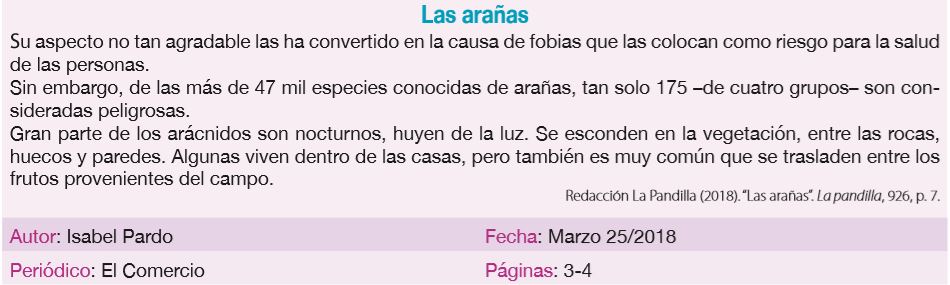 Las arañas
Su aspecto no tan agradable las ha convertido en la causa de fobias que las colocan como riesgo para la salud
de las personas.
Sin embargo, de las más de 47 mil especies conocidas de arañas, tan solo 175 –de cuatro grupos– son con-
sideradas peligrosas.
Gran parte de los arácnidos son nocturnos, huyen de la luz. Se esconden en la vegetación, entre las rocas,
huecos y paredes. Algunas viven dentro de las casas, pero también es muy común que se trasladen entre los
frutos provenientes del campo.
Redacción La Pandilla (2018). “Las arañas”. La pandilla, 926, p. 7.
Autor: Isabel Pardo Fecha: Marzo 25/2018
Periódico: El Comercio Páginas: 3-4